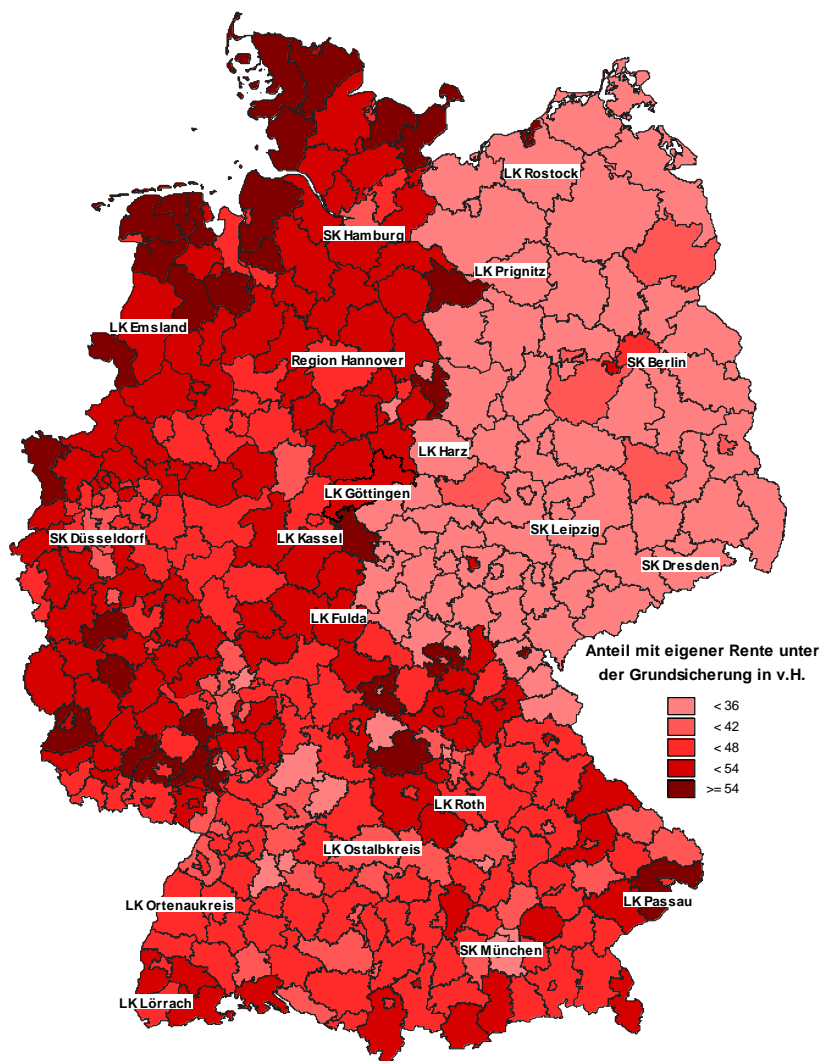 LK Rostock
SK Hamburg
LK Prignitz
LK Emsland
Region Hannover
SK Berlin
LK Harz
LK Göttingen
SK Düsseldorf
LK Kassel
SK Leipzig
SK Dresden
LK Fulda
Anteil mit eigener Rente unter
der Grundsicherung in v.H.
< 36
< 42
< 48
< 54
>= 54
LK Roth
LK Ostalbkreis
LK Ortenaukreis
LK Passau
SK München
LK Lörrach